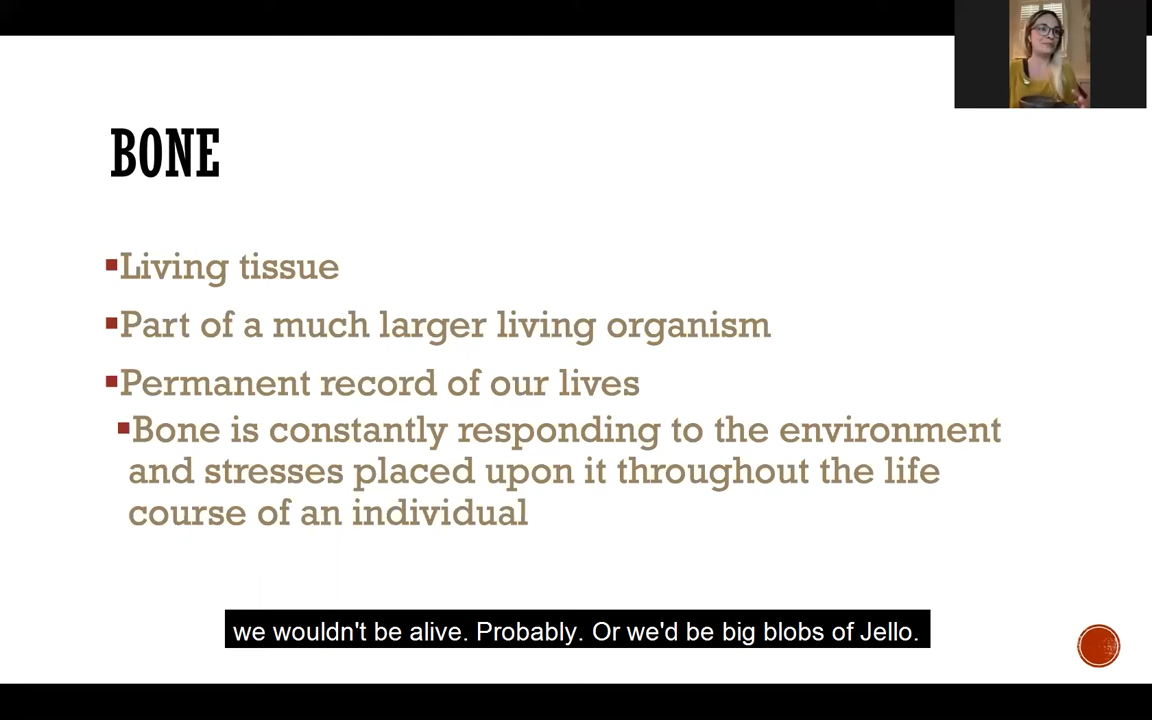 BONE
▪Living tissue
▪Part of a much larger living organism
▪Permanent record of our lives
▪Bone is constantly responding to the environment
and stresses placed upon it throughout the life
course of an individual
we wouldn't be alive. Probably. Or we'd be big blobs of Jello.